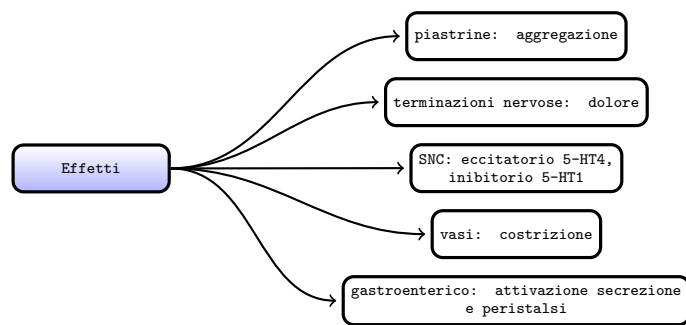 piastrine: aggregazione
terminazioni nervose: dolore
Effetti
SNC: eccitatorio 5-HT4,
inibitorio 5-HT1
vasi: costrizione
gastroenterico: attivazione secrezione
e peristalsi